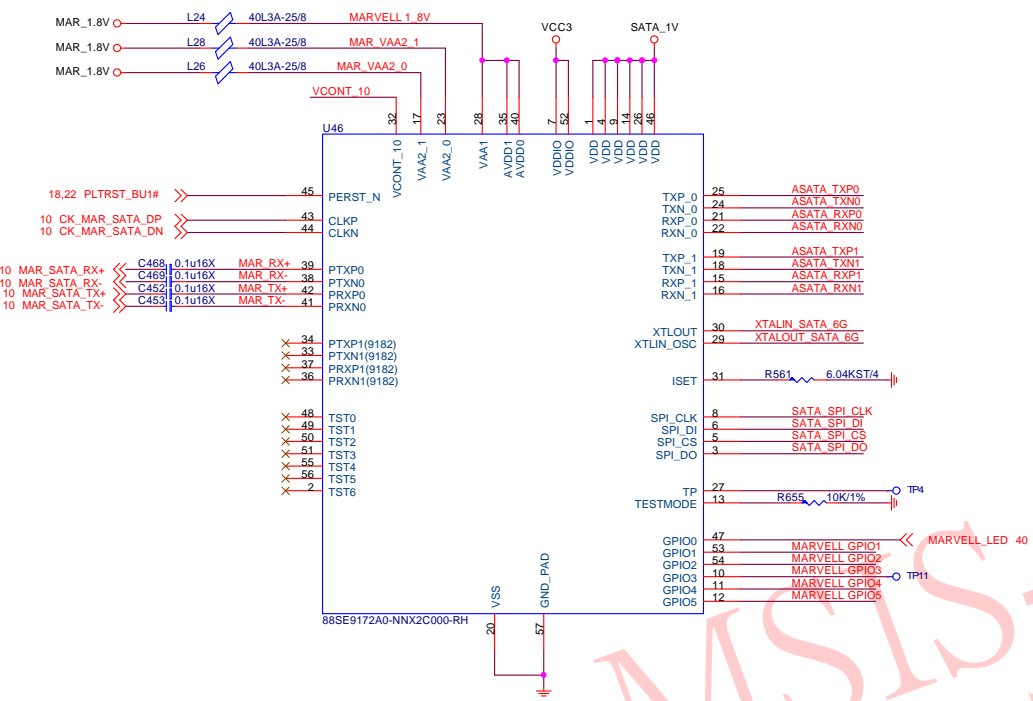 MAR_1.8V L24 40L3A-25/8 MARVELL 1_8V
MAR_1.8V L28 40L3A-25/8 MAR_VAA2_1
MAR_1.8V L26 40L3A-25/8 MAR_VAA2_0
VCC3 SATA_1V
VCONT_10
32 17 23 28 35 40 7 52 1 4 9 14 26 46
U46
VCONT_10 VAA2_1 VAA2_0 VAA1 AVDD1 AVDD0 VDDIO VDDIO VDD VDD VDD VDD VDD VDD
18,22 PLTRST_BU1# 45 PERST_N
10 CK_MAR_SATA_DP 43 CLKP
10 CK_MAR_SATA_DN 44 CLKN
10 MAR_SATA_RX+ C468 0.1u16X MAR_RX+ 39 PTXP0
10 MAR_SATA_RX- C469 0.1u16X MAR_RX- 38 PTXN0
10 MAR_SATA_TX+ C452 0.1u16X MAR_TX+ 42 PRXP0
10 MAR_SATA_TX- C453 0.1u16X MAR_TX- 41 PRXN0
34 PTXP1(9182)
33 PTXN1(9182)
37 PRXP1(9182)
36 PRXN1(9182)
48 TST0
49 TST1
50 TST2
51 TST3
55 TST4
56 TST5
2 TST6
TXP_0 25 ASATA_TXP0
TXN_0 24 ASATA_TXN0
RXP_0 21 ASATA_RXP0
RXN_0 22 ASATA_RXN0
TXP_1 19 ASATA_TXP1
TXN_1 18 ASATA_TXN1
RXP_1 15 ASATA_RXP1
RXN_1 16 ASATA_RXN1
XTLOUT 30 XTALIN_SATA_6G
XTLIN_OSC 29 XTALOUT_SATA_6G
ISET 31 R561 6.04KST/4
SPI_CLK 8 SATA_SPI_CLK
SPI_DI 6 SATA_SPI_DI
SPI_CS 5 SATA_SPI_CS
SPI_DO 3 SATA_SPI_DO
TP 27 TP4
TESTMODE 13 R655 10K/1%
GPIO0 47 MARVELL_LED 40
GPIO1 53 MARVELL GPIO1
GPIO2 54 MARVELL GPIO2
GPIO3 10 MARVELL GPIO3 TP11
GPIO4 11 MARVELL GPIO4
GPIO5 12 MARVELL GPIO5
VSS GND_PAD
20 57
88SE9172A0-NNX2C000-RH
MSIS-